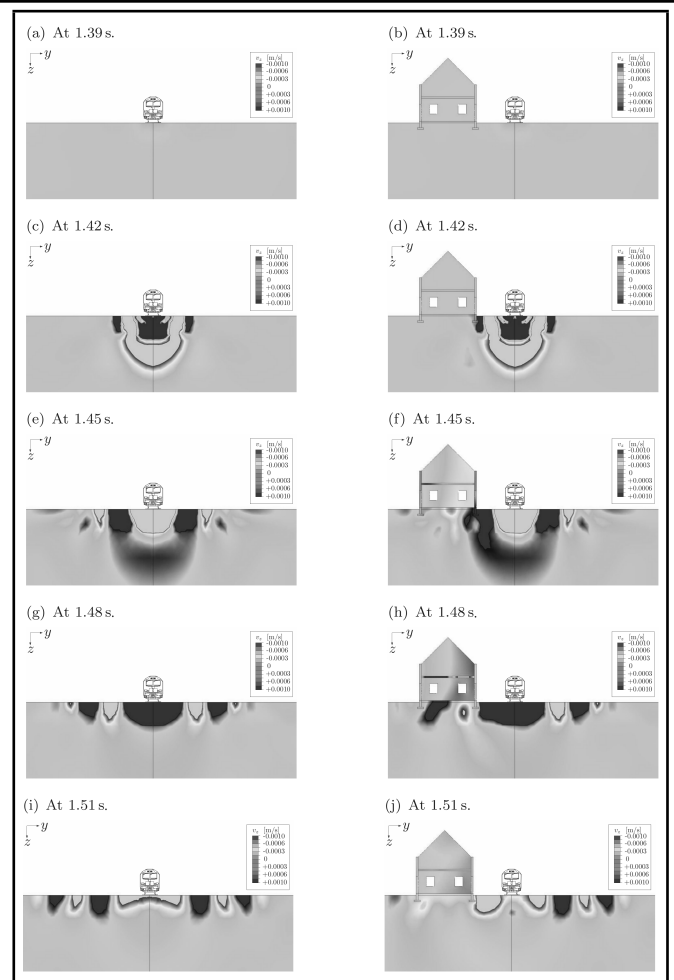 (a) At 1.39 s.
y
z
v_z [m/s]
-0.0010
-0.0006
-0.0003
0
+0.0003
+0.0006
+0.0010
(b) At 1.39 s.
y
z
v_z [m/s]
-0.0010
-0.0006
-0.0003
0
+0.0003
+0.0006
+0.0010
(c) At 1.42 s.
y
z
v_z [m/s]
-0.0010
-0.0006
-0.0003
0
+0.0003
+0.0006
+0.0010
(d) At 1.42 s.
y
z
v_z [m/s]
-0.0010
-0.0006
-0.0003
0
+0.0003
+0.0006
+0.0010
(e) At 1.45 s.
y
z
v_z [m/s]
-0.0010
-0.0006
-0.0003
0
+0.0003
+0.0006
+0.0010
(f) At 1.45 s.
y
z
v_z [m/s]
-0.0010
-0.0006
-0.0003
0
+0.0003
+0.0006
+0.0010
(g) At 1.48 s.
y
z
v_z [m/s]
-0.0010
-0.0006
-0.0003
0
+0.0003
+0.0006
+0.0010
(h) At 1.48 s.
y
z
v_z [m/s]
-0.0010
-0.0006
-0.0003
0
+0.0003
+0.0006
+0.0010
(i) At 1.51 s.
y
z
v_z [m/s]
-0.0010
-0.0006
-0.0003
0
+0.0003
+0.0006
+0.0010
(j) At 1.51 s.
y
z
v_z [m/s]
-0.0010
-0.0006
-0.0003
0
+0.0003
+0.0006
+0.0010